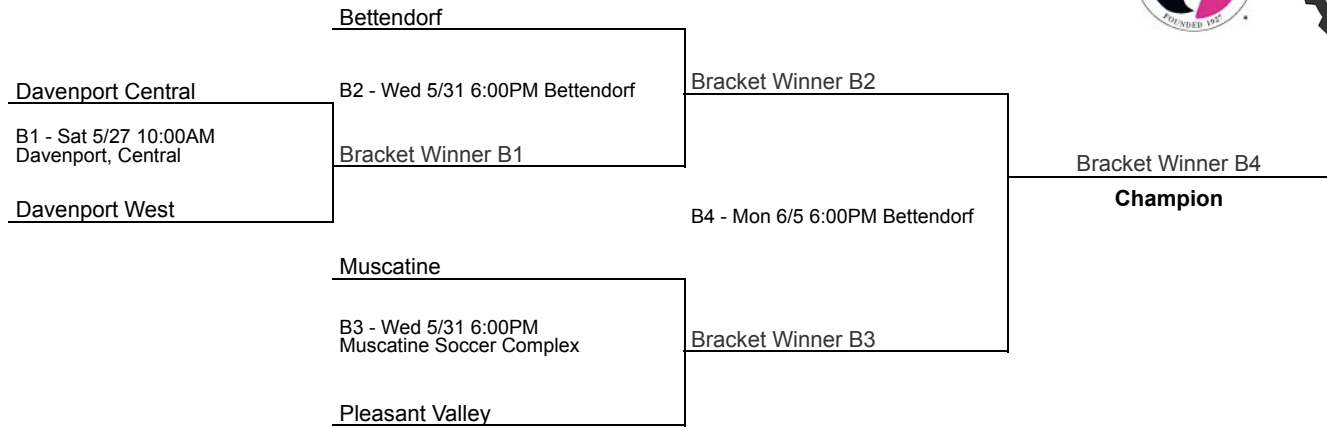 FOUNDED 1927
Bettendorf
Davenport Central
B2 - Wed 5/31 6:00PM Bettendorf
Bracket Winner B2
B1 - Sat 5/27 10:00AM
Davenport, Central
Bracket Winner B1
Bracket Winner B4
Champion
Davenport West
B4 - Mon 6/5 6:00PM Bettendorf
Muscatine
B3 - Wed 5/31 6:00PM
Muscatine Soccer Complex
Bracket Winner B3
Pleasant Valley